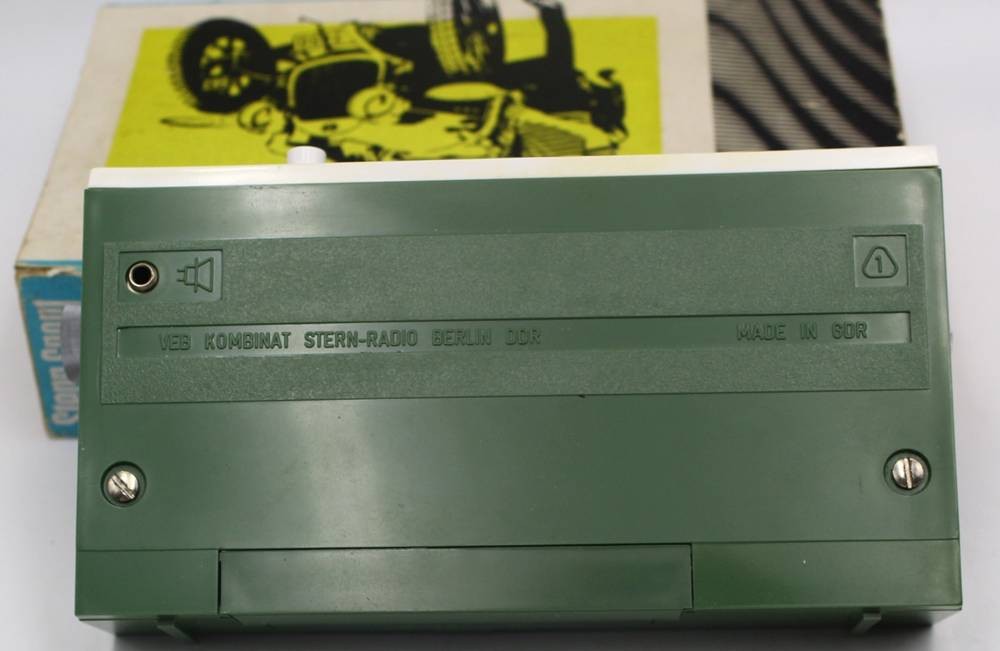 1
VEB KOMBINAT STERN-RADIO BERLIN DDR MADE IN GDR